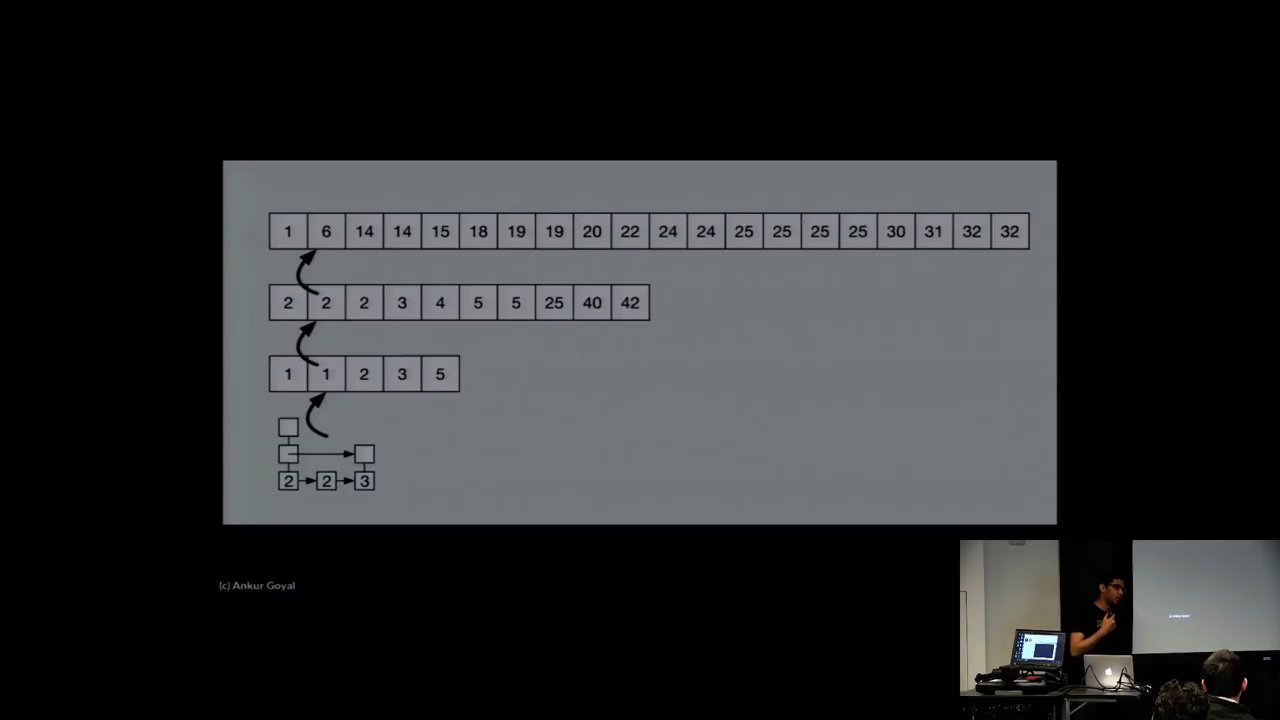 1 6 14 14 15 18 19 19 20 22 24 24 25 25 25 25 30 31 32 32
2 2 2 3 4 5 5 25 40 42
1 1 2 3 5
2 2 3
(c) Ankur Goyal